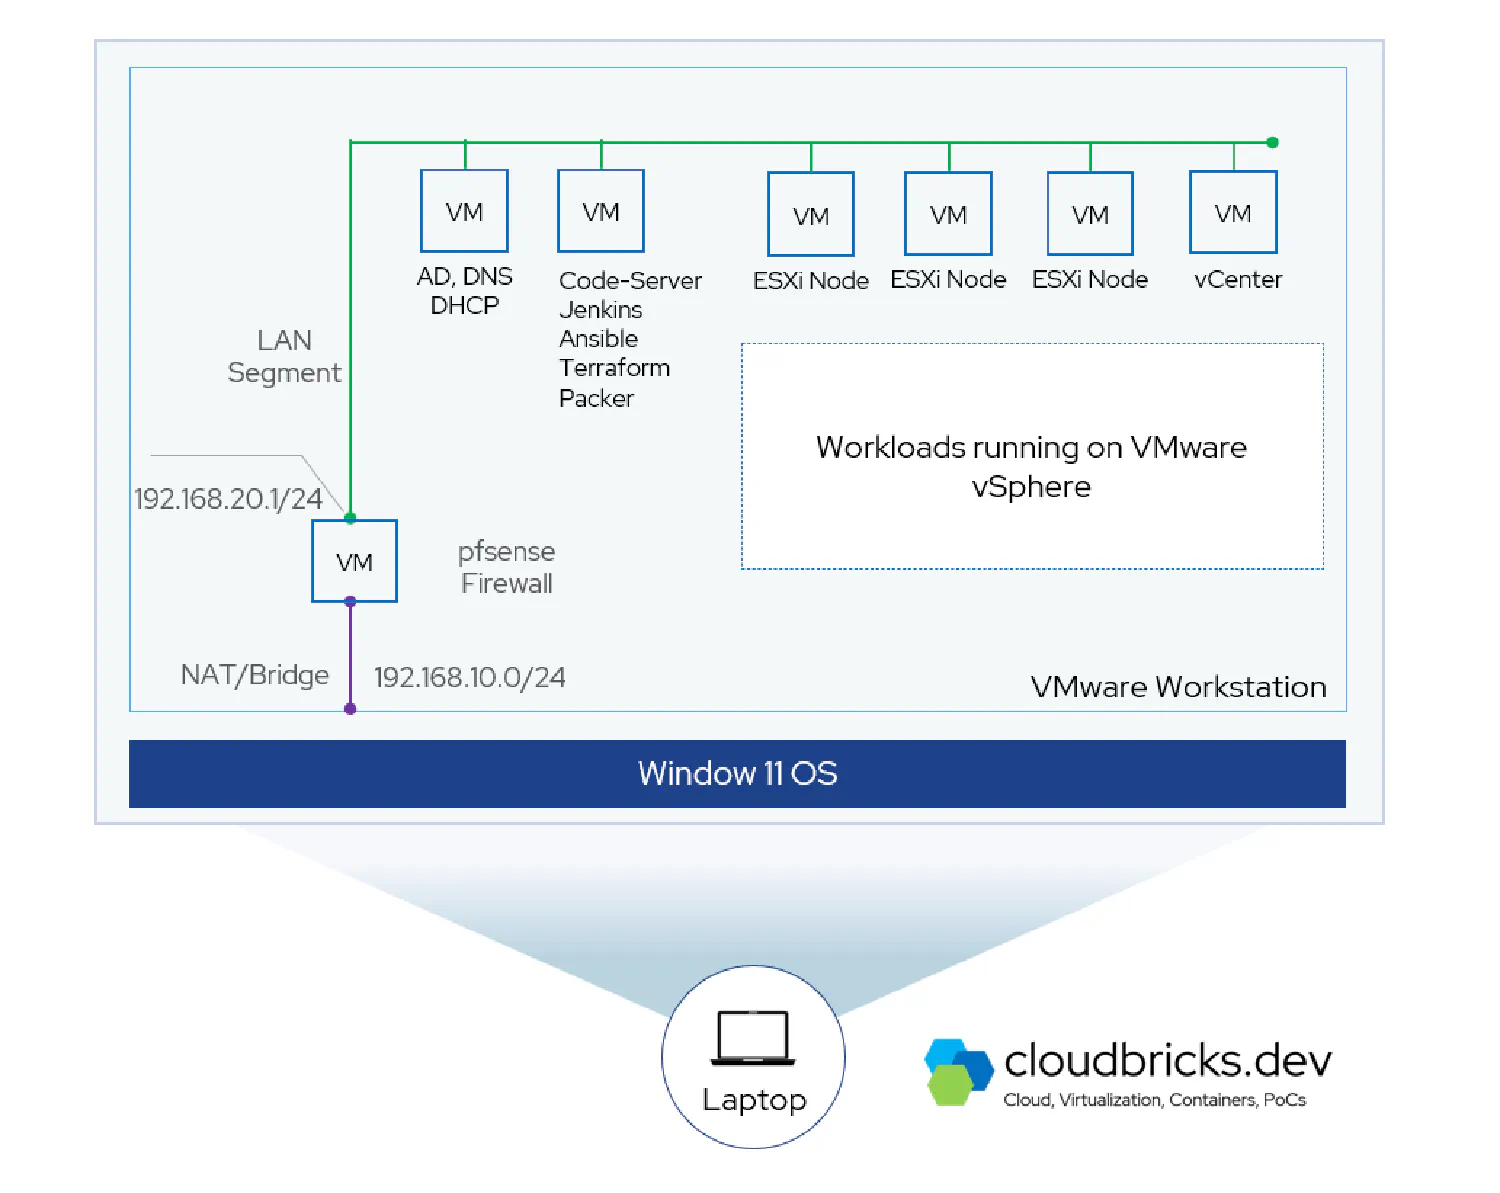 VM
VM
VM
VM
VM
VM
AD, DNS
DHCP
Code-Server
Jenkins
Ansible
Terraform
Packer
ESXi Node
ESXi Node
ESXi Node
vCenter
LAN
Segment
Workloads running on VMware
vSphere
192.168.20.1/24
VM
pfsense
Firewall
NAT/Bridge
192.168.10.0/24
VMware Workstation
Window 11 OS
Laptop
cloudbricks.dev
Cloud, Virtualization, Containers, PoCs